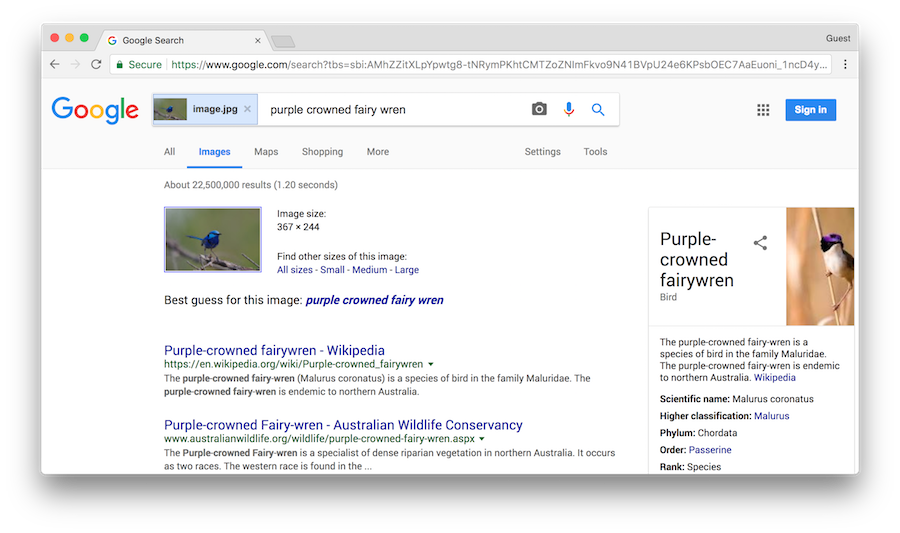 Google Search
Guest
Secure https://www.google.com/search?tbs=sbi:AMhZZitXLpYpwtg8-tNRymPKhtCMTZoZNlmFkvo9N41BVpU24e6KPsbOEC7AaEuoni_1ncD4y...
Google
image.jpg
purple crowned fairy wren
Sign in
All
Images
Maps
Shopping
More
Settings
Tools
About 22,500,000 results (1.20 seconds)
Image size:
367 × 244
Find other sizes of this image:
All sizes - Small - Medium - Large
Best guess for this image: purple crowned fairy wren
Purple-crowned fairywren - Wikipedia
https://en.wikipedia.org/wiki/Purple-crowned_fairywren
The purple-crowned fairy-wren (Malurus coronatus) is a species of bird in the family Maluridae. The
purple-crowned fairy-wren is endemic to northern Australia.
Purple-crowned Fairy-wren - Australian Wildlife Conservancy
www.australianwildlife.org/wildlife/purple-crowned-fairy-wren.aspx
The Purple-crowned Fairy-wren is a specialist of dense riparian vegetation in northern Australia. It occurs
as two races. The western race is found in the ...
Purple-
crowned
fairywren
Bird
The purple-crowned fairy-wren is a
species of bird in the family Maluridae.
The purple-crowned fairy-wren is endemic
to northern Australia. Wikipedia
Scientific name: Malurus coronatus
Higher classification: Malurus
Phylum: Chordata
Order: Passerine
Rank: Species